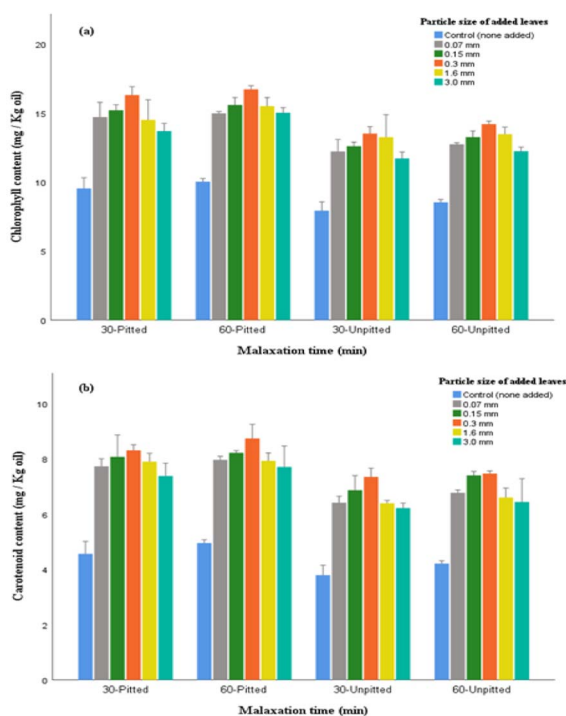 (a)
Particle size of added leaves
Control (none added)
0.07 mm
0.15 mm
0.3 mm
1.6 mm
3.0 mm
Chlorophyll content (mg / Kg oil)
20
15
10
5
0
30-Pitted
60-Pitted
30-Unpitted
60-Unpitted
Malaxation time (min)
(b)
Particle size of added leaves
Control (none added)
0.07 mm
0.15 mm
0.3 mm
1.6 mm
3.0 mm
Carotenoid content (mg / Kg oil)
10
8
6
4
2
0
30-Pitted
60-Pitted
30-Unpitted
60-Unpitted
Malaxation time (min)